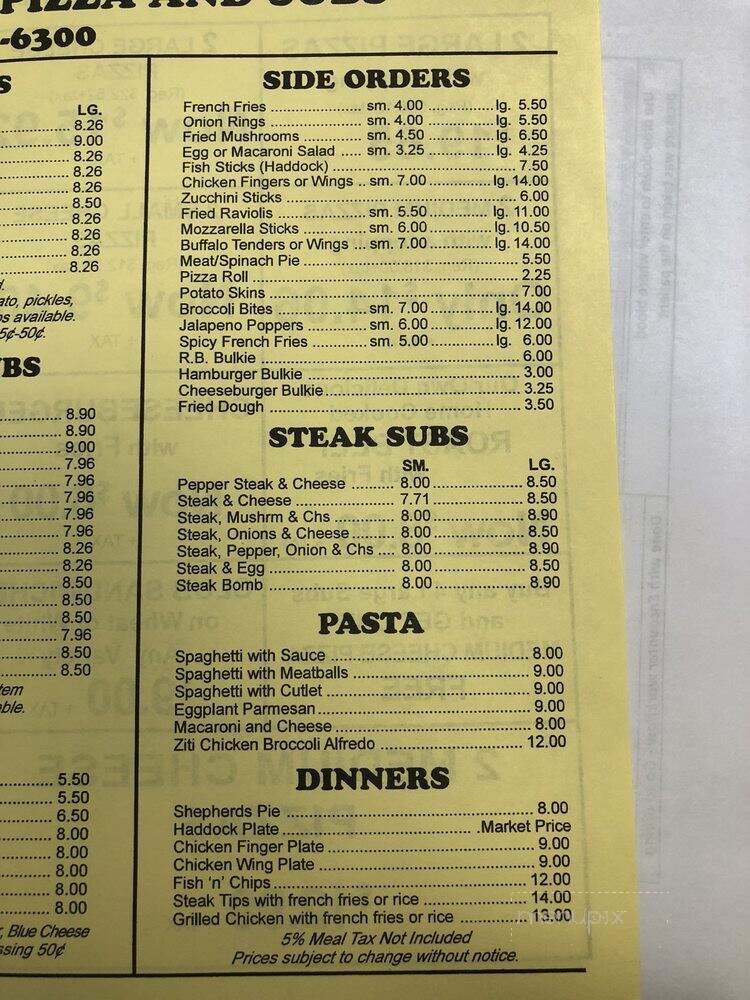 PIZZA AND SUBS
-6300
S
LG.
8.26
9.00
8.26
8.26
8.26
8.50
8.26
8.26
8.26
8.26
ato, pickles,
s available.
5¢-50¢.
BS
8.90
8.90
9.00
7.96
7.96
7.96
7.96
7.96
8.26
8.26
8.50
8.50
8.50
7.96
8.50
8.50
tem
ble.
5.50
5.50
6.50
8.00
8.00
8.00
8.00
8.00
r, Blue Cheese
ssing 50¢
SIDE ORDERS
French Fries ..................... sm. 4.00 ................ lg. 5.50
Onion Rings ..................... sm. 4.00 ................ lg. 5.50
Fried Mushrooms ............... sm. 4.50 ................ lg. 6.50
Egg or Macaroni Salad ..... sm. 3.25 ................ lg. 4.25
Fish Sticks (Haddock) ............................................ 7.50
Chicken Fingers or Wings .. sm. 7.00 ............... lg. 14.00
Zucchini Sticks ...................................................... 6.00
Fried Raviolis .................... sm. 5.50 ............... lg. 11.00
Mozzarella Sticks ............... sm. 6.00 ............... lg. 10.50
Buffalo Tenders or Wings ... sm. 7.00 ............... lg. 14.00
Meat/Spinach Pie ................................................... 5.50
Pizza Roll .............................................................. 2.25
Potato Skins .......................................................... 7.00
Broccoli Bites .................... sm. 7.00 ............... lg. 14.00
Jalapeno Poppers .............. sm. 6.00 ............... lg. 12.00
Spicy French Fries ............. sm. 5.00 ............... lg. 6.00
R.B. Bulkie ............................................................ 6.00
Hamburger Bulkie .................................................. 3.00
Cheeseburger Bulkie .............................................. 3.25
Fried Dough .......................................................... 3.50
STEAK SUBS
SM. LG.
Pepper Steak & Cheese .......... 8.00 ...................... 8.50
Steak & Cheese ...................... 7.71 ...................... 8.50
Steak, Mushrm & Chs .............. 8.00 ...................... 8.90
Steak, Onions & Cheese .......... 8.00 ...................... 8.50
Steak, Pepper, Onion & Chs .... 8.00 ...................... 8.90
Steak & Egg ........................... 8.00 ...................... 8.50
Steak Bomb ........................... 8.00 ...................... 8.90
PASTA
Spaghetti with Sauce .............................................. 8.00
Spaghetti with Meatballs ......................................... 9.00
Spaghetti with Cutlet .............................................. 9.00
Eggplant Parmesan ................................................ 9.00
Macaroni and Cheese ............................................. 8.00
Ziti Chicken Broccoli Alfredo .................................. 12.00
DINNERS
Shepherds Pie ....................................................... 8.00
Haddock Plate ........................................ .Market Price
Chicken Finger Plate .............................................. 9.00
Chicken Wing Plate ................................................ 9.00
Fish 'n' Chips ....................................................... 12.00
Steak Tips with french fries or rice ......................... 14.00
Grilled Chicken with french fries or rice ................. 13.00
5% Meal Tax Not Included
Prices subject to change without notice.